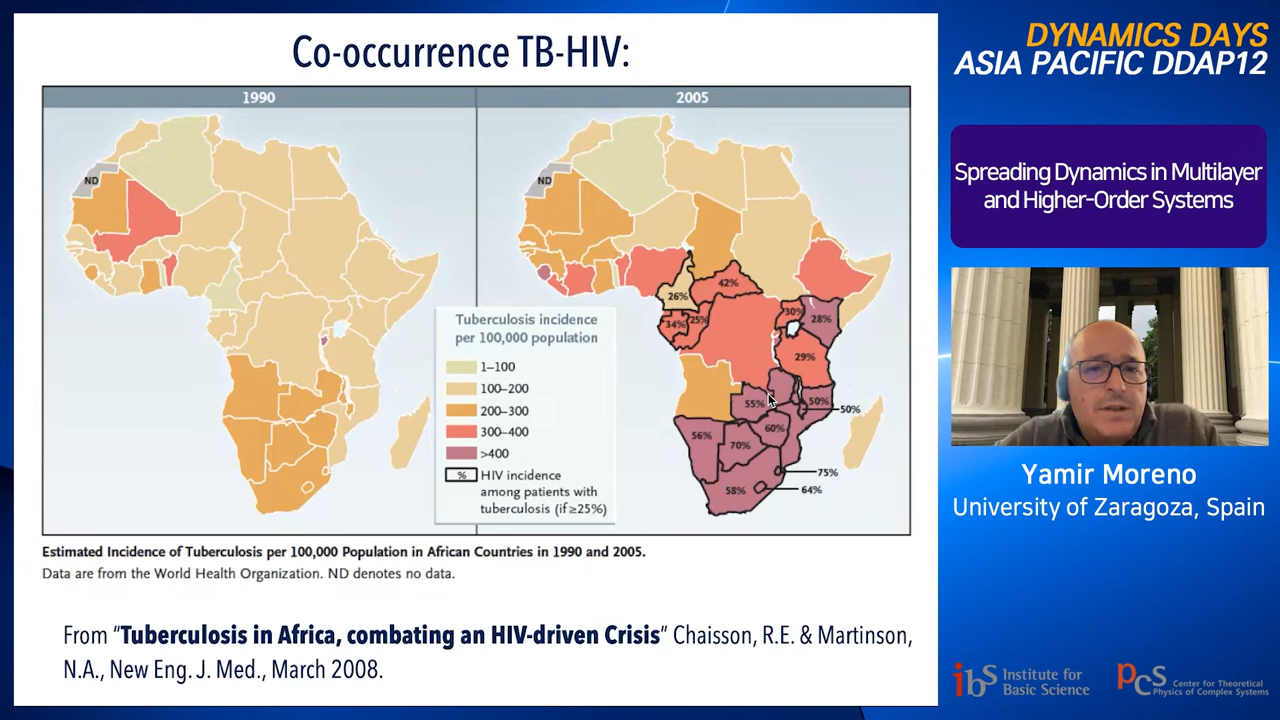 Co-occurrence TB-HIV:
1990
2005
ND
ND
26%
42%
34%
25%
30%
28%
29%
55%
50%
50%
56%
60%
70%
75%
58%
64%
Tuberculosis incidence
per 100,000 population
1–100
100–200
200–300
300–400
>400
% HIV incidence
among patients with
tuberculosis (if ≥25%)
Estimated Incidence of Tuberculosis per 100,000 Population in African Countries in 1990 and 2005.
Data are from the World Health Organization. ND denotes no data.
From “Tuberculosis in Africa, combating an HIV-driven Crisis” Chaisson, R.E. & Martinson,
N.A., New Eng. J. Med., March 2008.
DYNAMICS DAYS
ASIA PACIFIC DDAP12
Spreading Dynamics in Multilayer
and Higher-Order Systems
Yamir Moreno
University of Zaragoza, Spain
ibs Institute for
Basic Science
PCS Center for Theoretical
Physics of Complex Systems